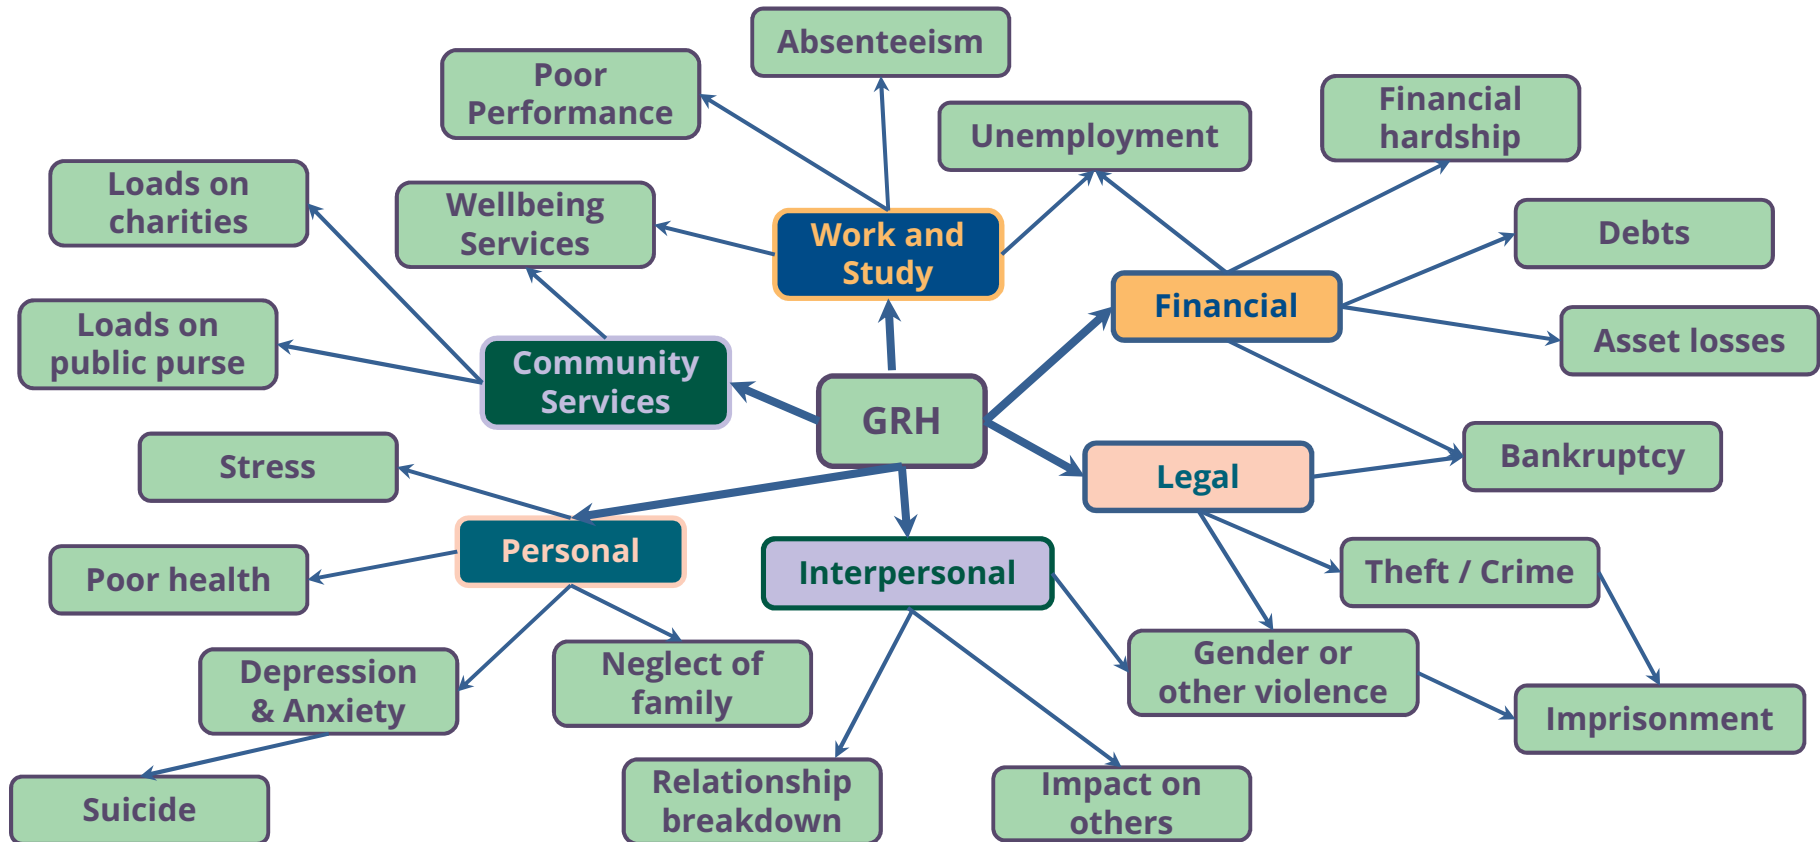 Absenteeism
Poor
Performance
Financial
hardship
Unemployment
Loads on
charities
Wellbeing
Services
Work and
Study
Debts
Financial
Loads on
public purse
Asset losses
Community
Services
GRH
Bankruptcy
Stress
Legal
Personal
Interpersonal
Theft / Crime
Poor health
Depression
& Anxiety
Neglect of
family
Gender or
other violence
Imprisonment
Suicide
Relationship
breakdown
Impact on
others